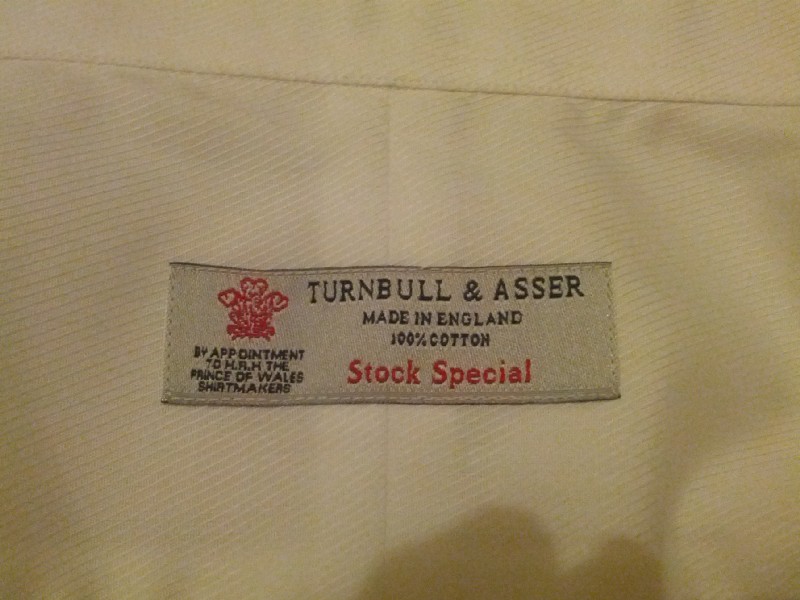 TURNBULL & ASSER
MADE IN ENGLAND
100% COTTON
Stock Special
BY APPOINTMENT
TO H.R.H THE
PRINCE OF WALES
SHIRTMAKERS